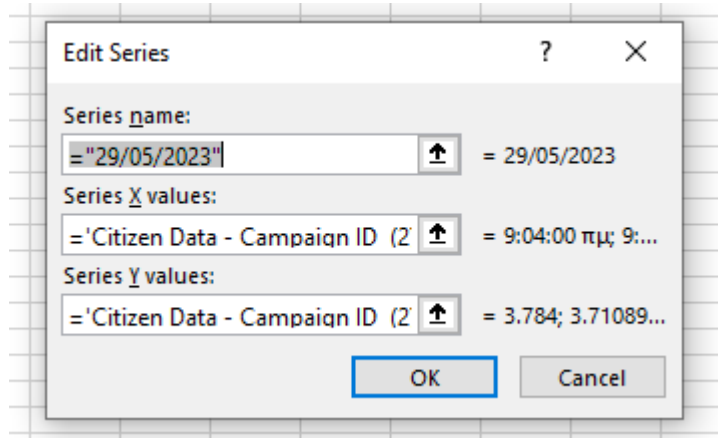 Edit Series ? ×
Series name:
="29/05/2023" = 29/05/2023
Series X values:
='Citizen Data - Campaign ID (2 = 9:04:00 πμ; 9:...
Series Y values:
='Citizen Data - Campaign ID (2 = 3.784; 3.71089...
OK Cancel